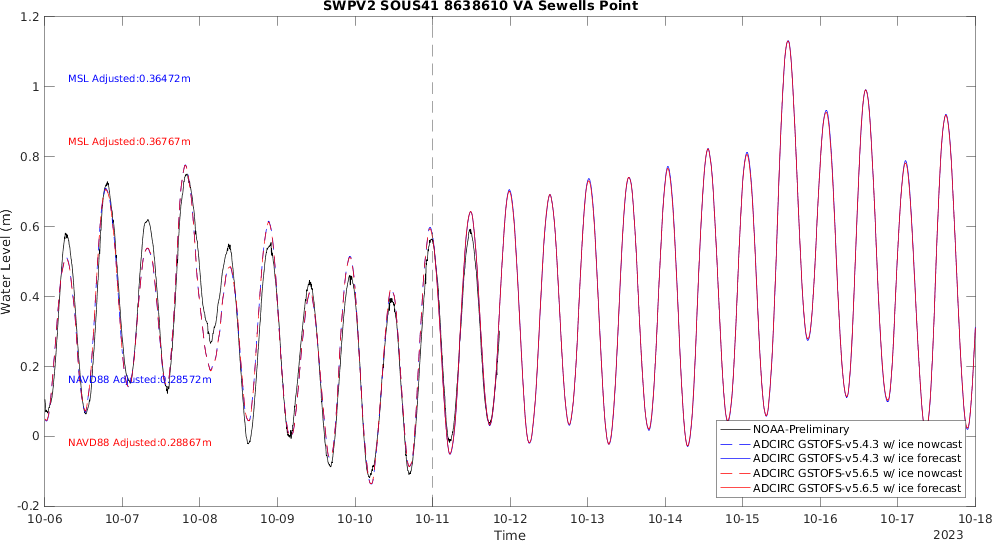 SWPV2 SOUS41 8638610 VA Sewells Point
1.2
1
0.8
0.6
0.4
0.2
0
-0.2
Water Level (m)
MSL Adjusted:0.36472m
MSL Adjusted:0.36767m
NAVD88 Adjusted:0.28572m
NAVD88 Adjusted:0.28867m
NOAA-Preliminary
ADCIRC GSTOFS-v5.4.3 w/ ice nowcast
ADCIRC GSTOFS-v5.4.3 w/ ice forecast
ADCIRC GSTOFS-v5.6.5 w/ ice nowcast
ADCIRC GSTOFS-v5.6.5 w/ ice forecast
10-06 10-07 10-08 10-09 10-10 10-11 10-12 10-13 10-14 10-15 10-16 10-17 10-18
Time
2023